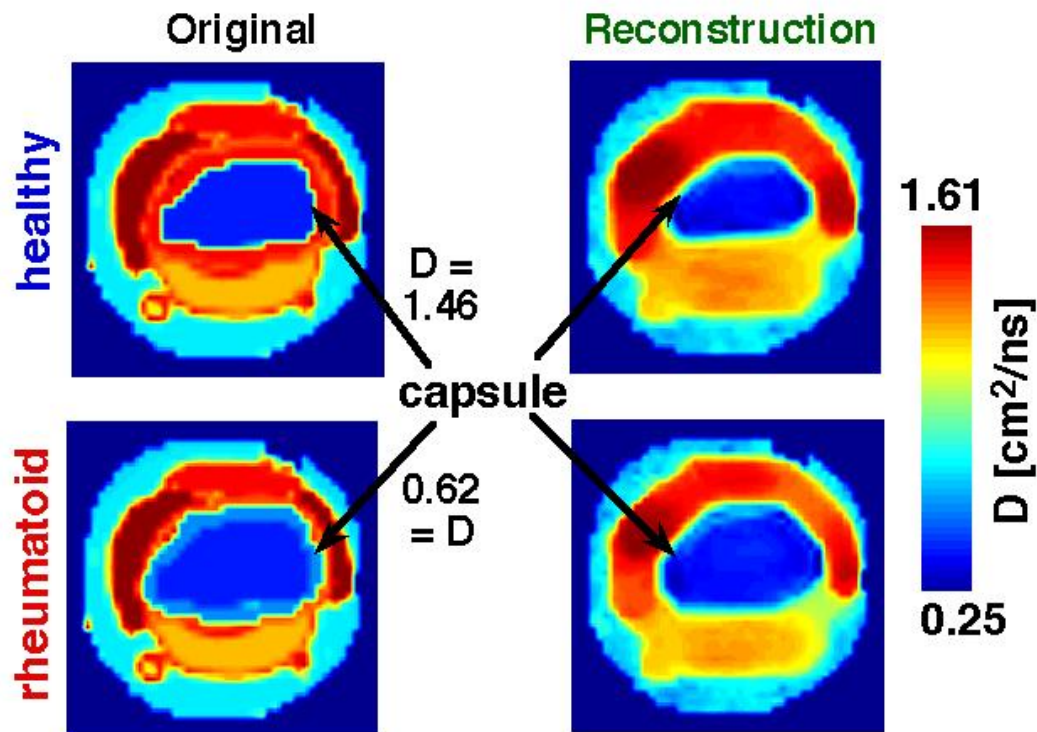 Original
Reconstruction
healthy
D =
1.46
capsule
rheumatoid
0.62
= D
1.61
D [cm²/ns]
0.25